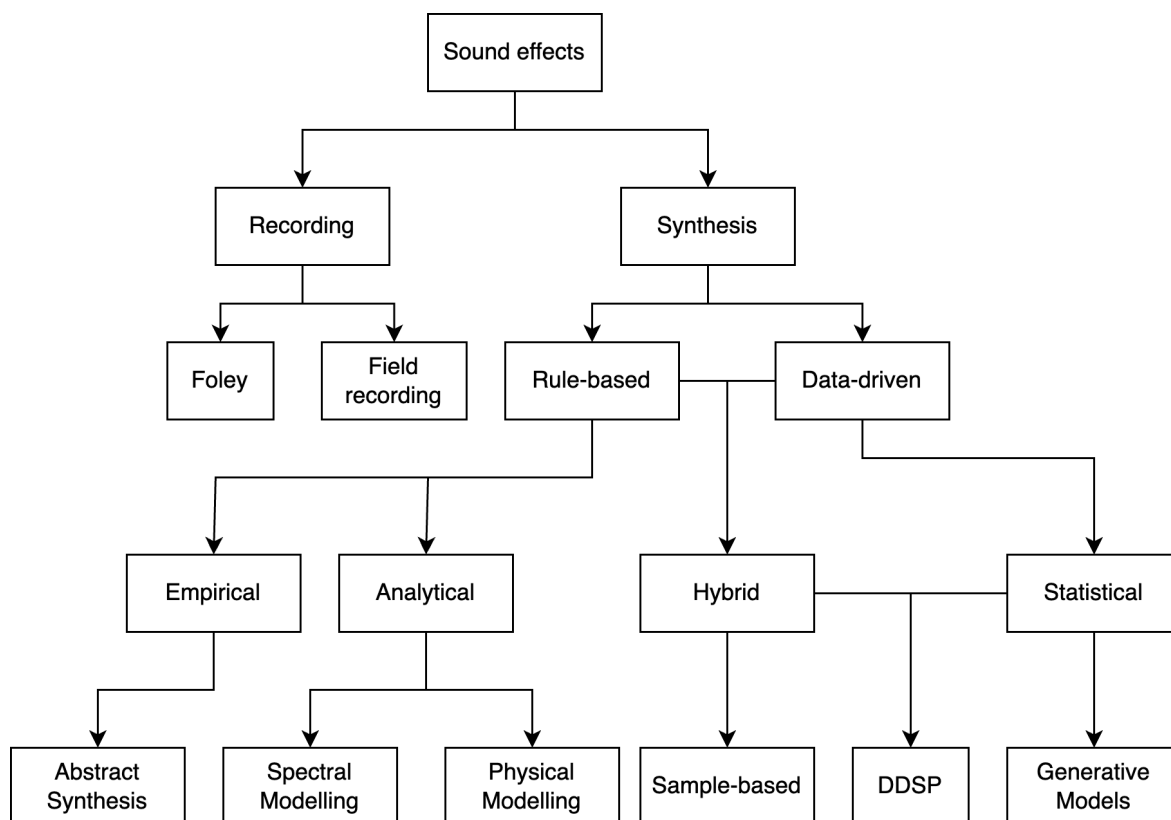 Sound effects
Recording
Synthesis
Foley
Field
recording
Rule-based
Data-driven
Empirical
Analytical
Hybrid
Statistical
Abstract
Synthesis
Spectral
Modelling
Physical
Modelling
Sample-based
DDSP
Generative
Models